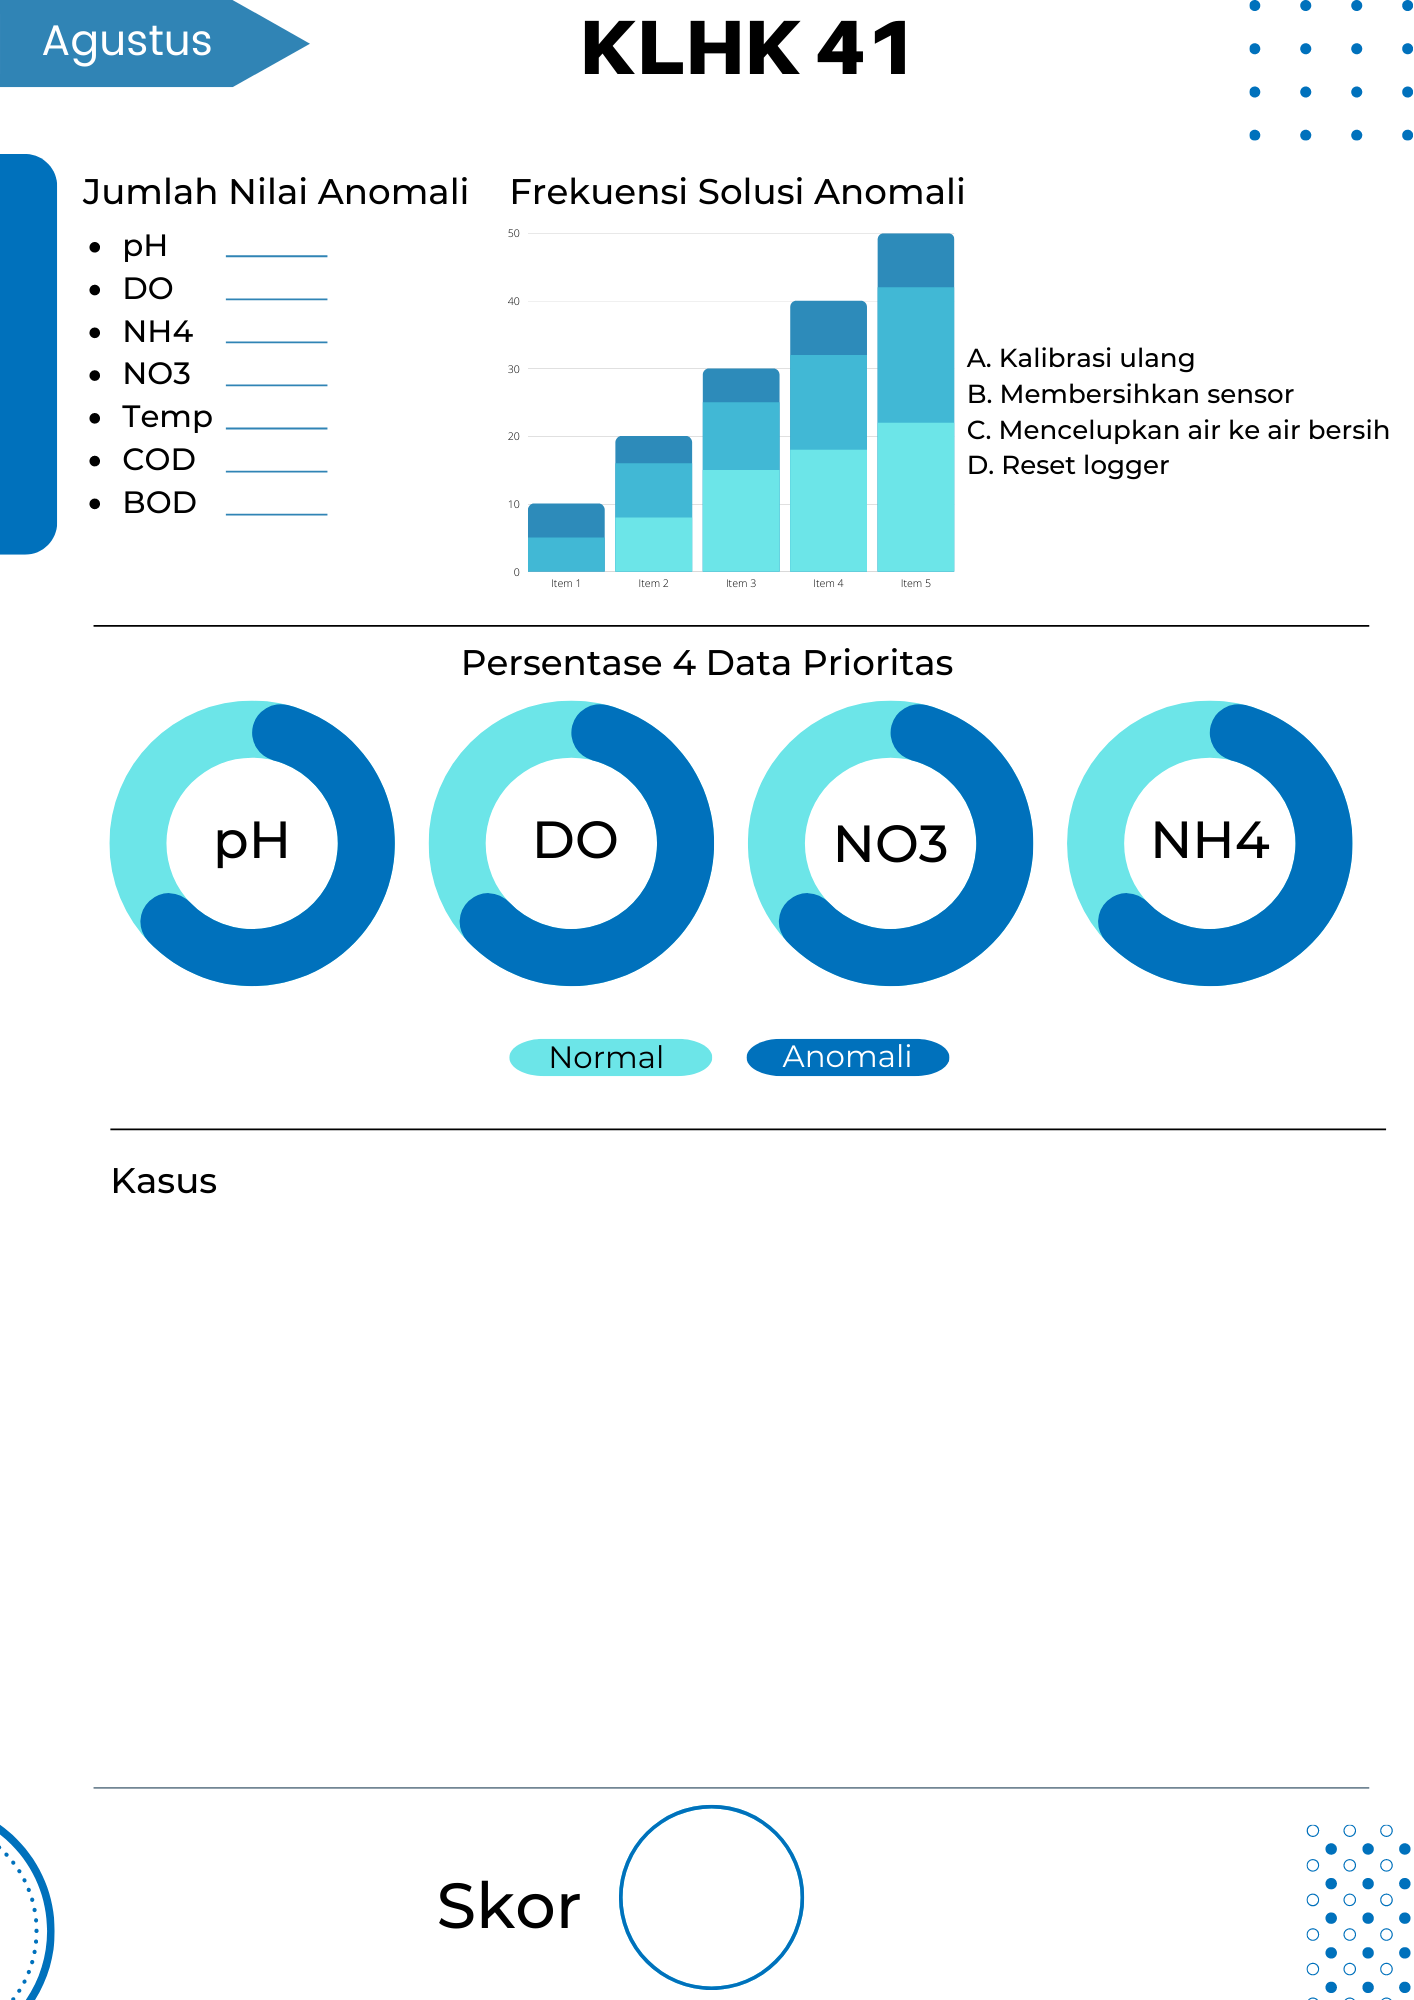 Agustus
KLHK 41
Jumlah Nilai Anomali
pH
DO
NH4
NO3
Temp
COD
BOD
Frekuensi Solusi Anomali
50
40
30
20
10
0
Item 1
Item 2
Item 3
Item 4
Item 5
A. Kalibrasi ulang
B. Membersihkan sensor
C. Mencelupkan air ke air bersih
D. Reset logger
Persentase 4 Data Prioritas
pH
DO
NO3
NH4
Normal
Anomali
Kasus
Skor